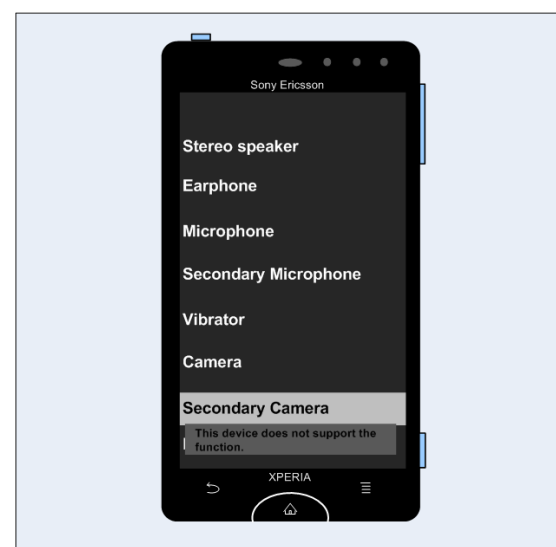 Sony Ericsson
Stereo speaker
Earphone
Microphone
Secondary Microphone
Vibrator
Camera
Secondary Camera
This device does not support the
function.
XPERIA